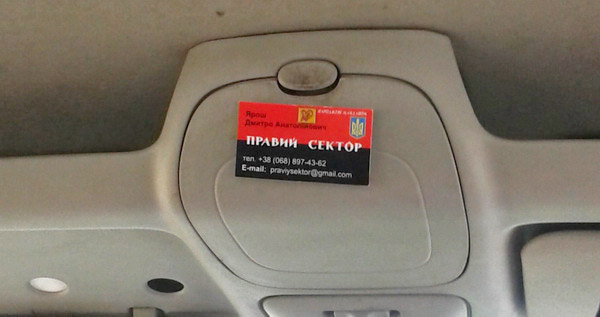 Ярош
Дмитро Анатолійович
ПРАВИЙ СЕКТОР
тел. +38 (068) 897-43-62
E-mail: praviysektor@gmail.com